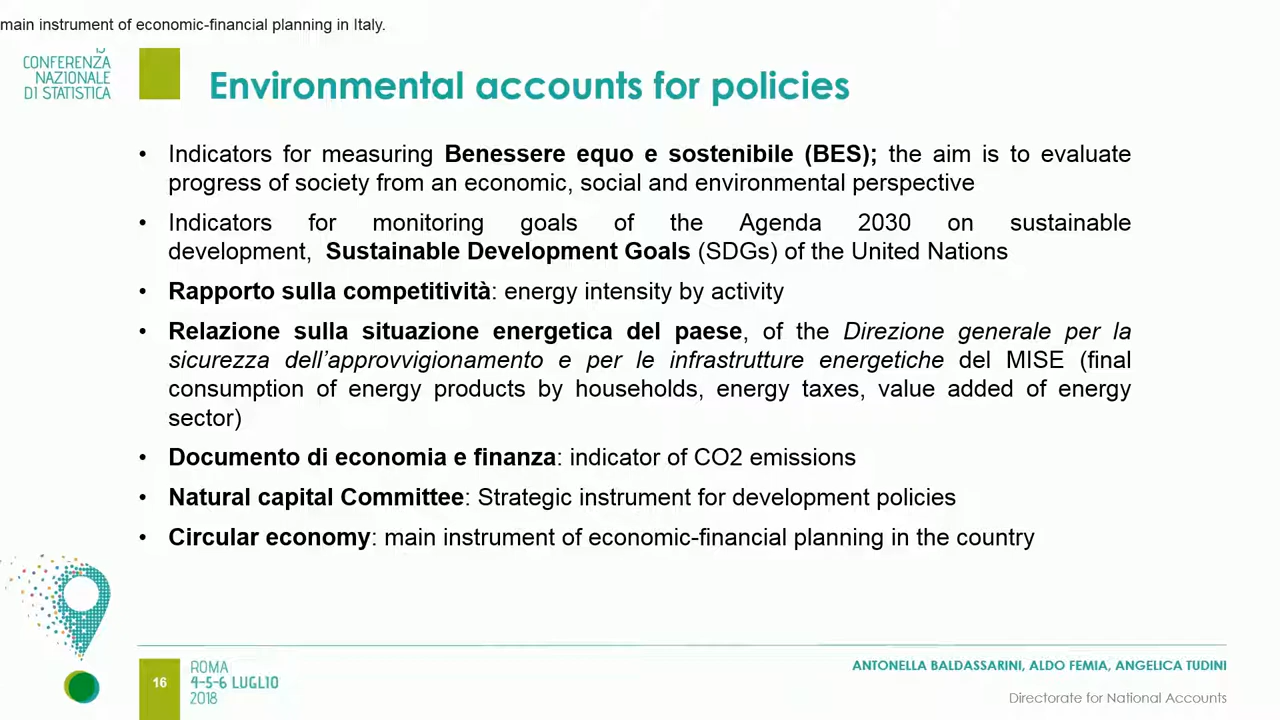 main instrument of economic-financial planning in Italy.
CONFERENZA
NAZIONALE
DI STATISTICA
Environmental accounts for policies
• Indicators for measuring Benessere equo e sostenibile (BES); the aim is to evaluate
progress of society from an economic, social and environmental perspective
• Indicators for monitoring goals of the Agenda 2030 on sustainable
development, Sustainable Development Goals (SDGs) of the United Nations
• Rapporto sulla competitività: energy intensity by activity
• Relazione sulla situazione energetica del paese, of the Direzione generale per la
sicurezza dell’approvvigionamento e per le infrastrutture energetiche del MISE (final
consumption of energy products by households, energy taxes, value added of energy
sector)
• Documento di economia e finanza: indicator of CO2 emissions
• Natural capital Committee: Strategic instrument for development policies
• Circular economy: main instrument of economic-financial planning in the country
16
ROMA
4-5-6 LUGLIO
2018
ANTONELLA BALDASSARINI, ALDO FEMIA, ANGELICA TUDINI
Directorate for National Accounts